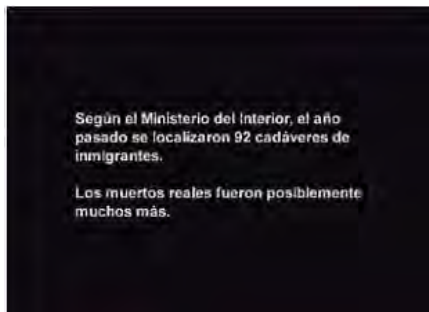 Según el Ministerio del Interior, el año
pasado se localizaron 92 cadáveres de
inmigrantes.
Los muertos reales fueron posiblemente
muchos más.